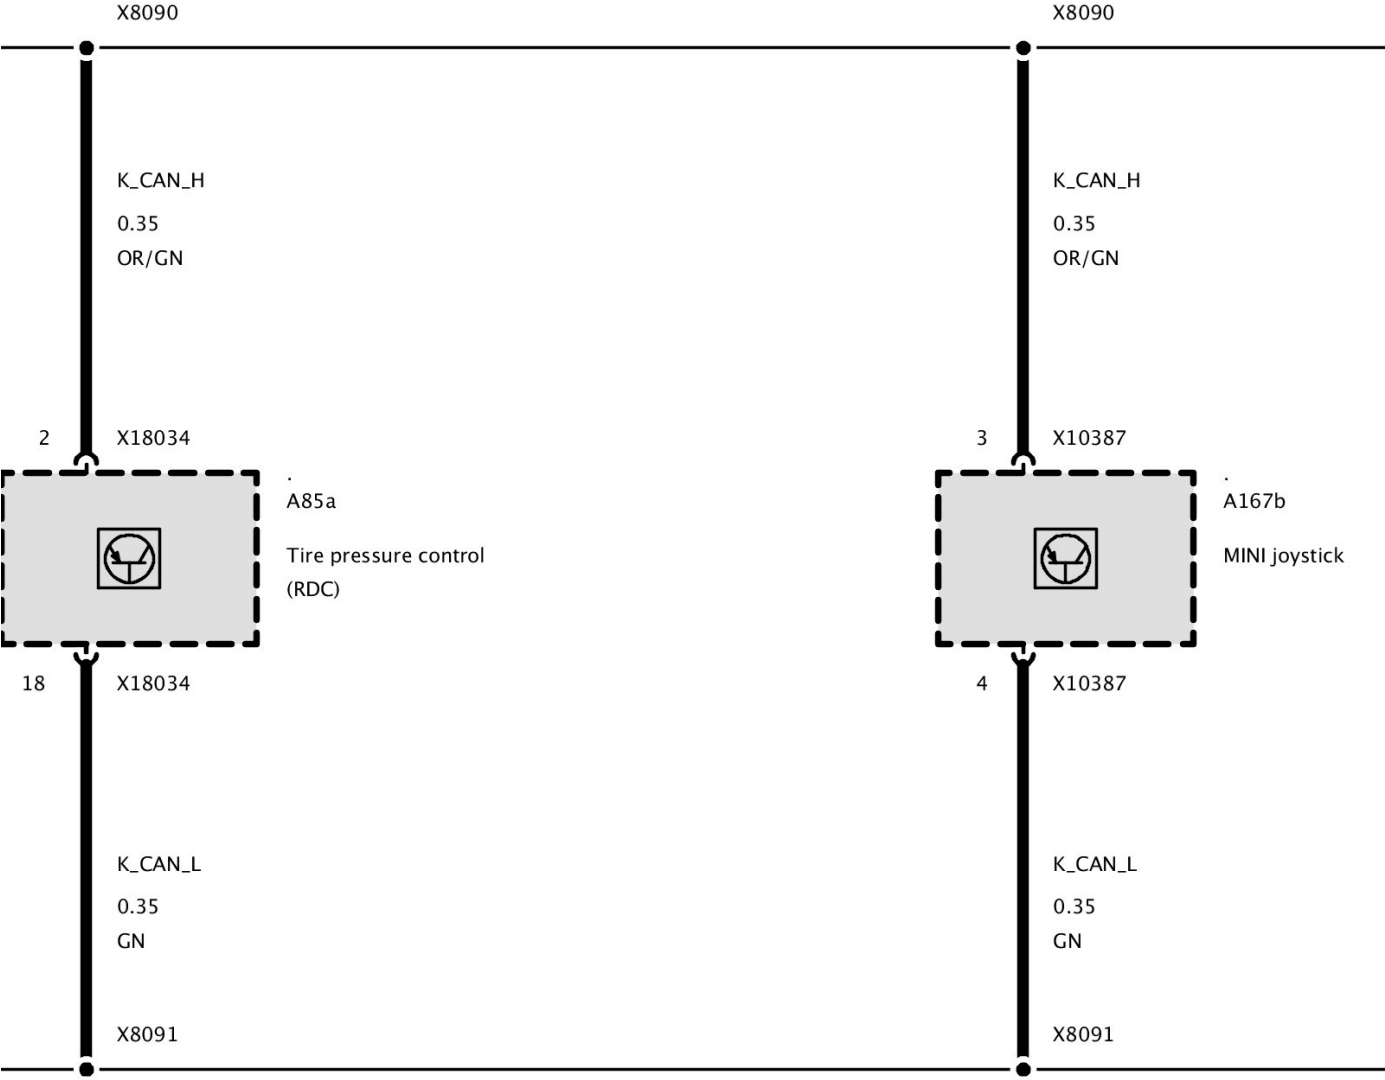 X8090
X8090
K_CAN_H
0.35
OR/GN
K_CAN_H
0.35
OR/GN
2
X18034
3
X10387
.
A85a
Tire pressure control
(RDC)
.
A167b
MINI joystick
18
X18034
4
X10387
K_CAN_L
0.35
GN
K_CAN_L
0.35
GN
X8091
X8091